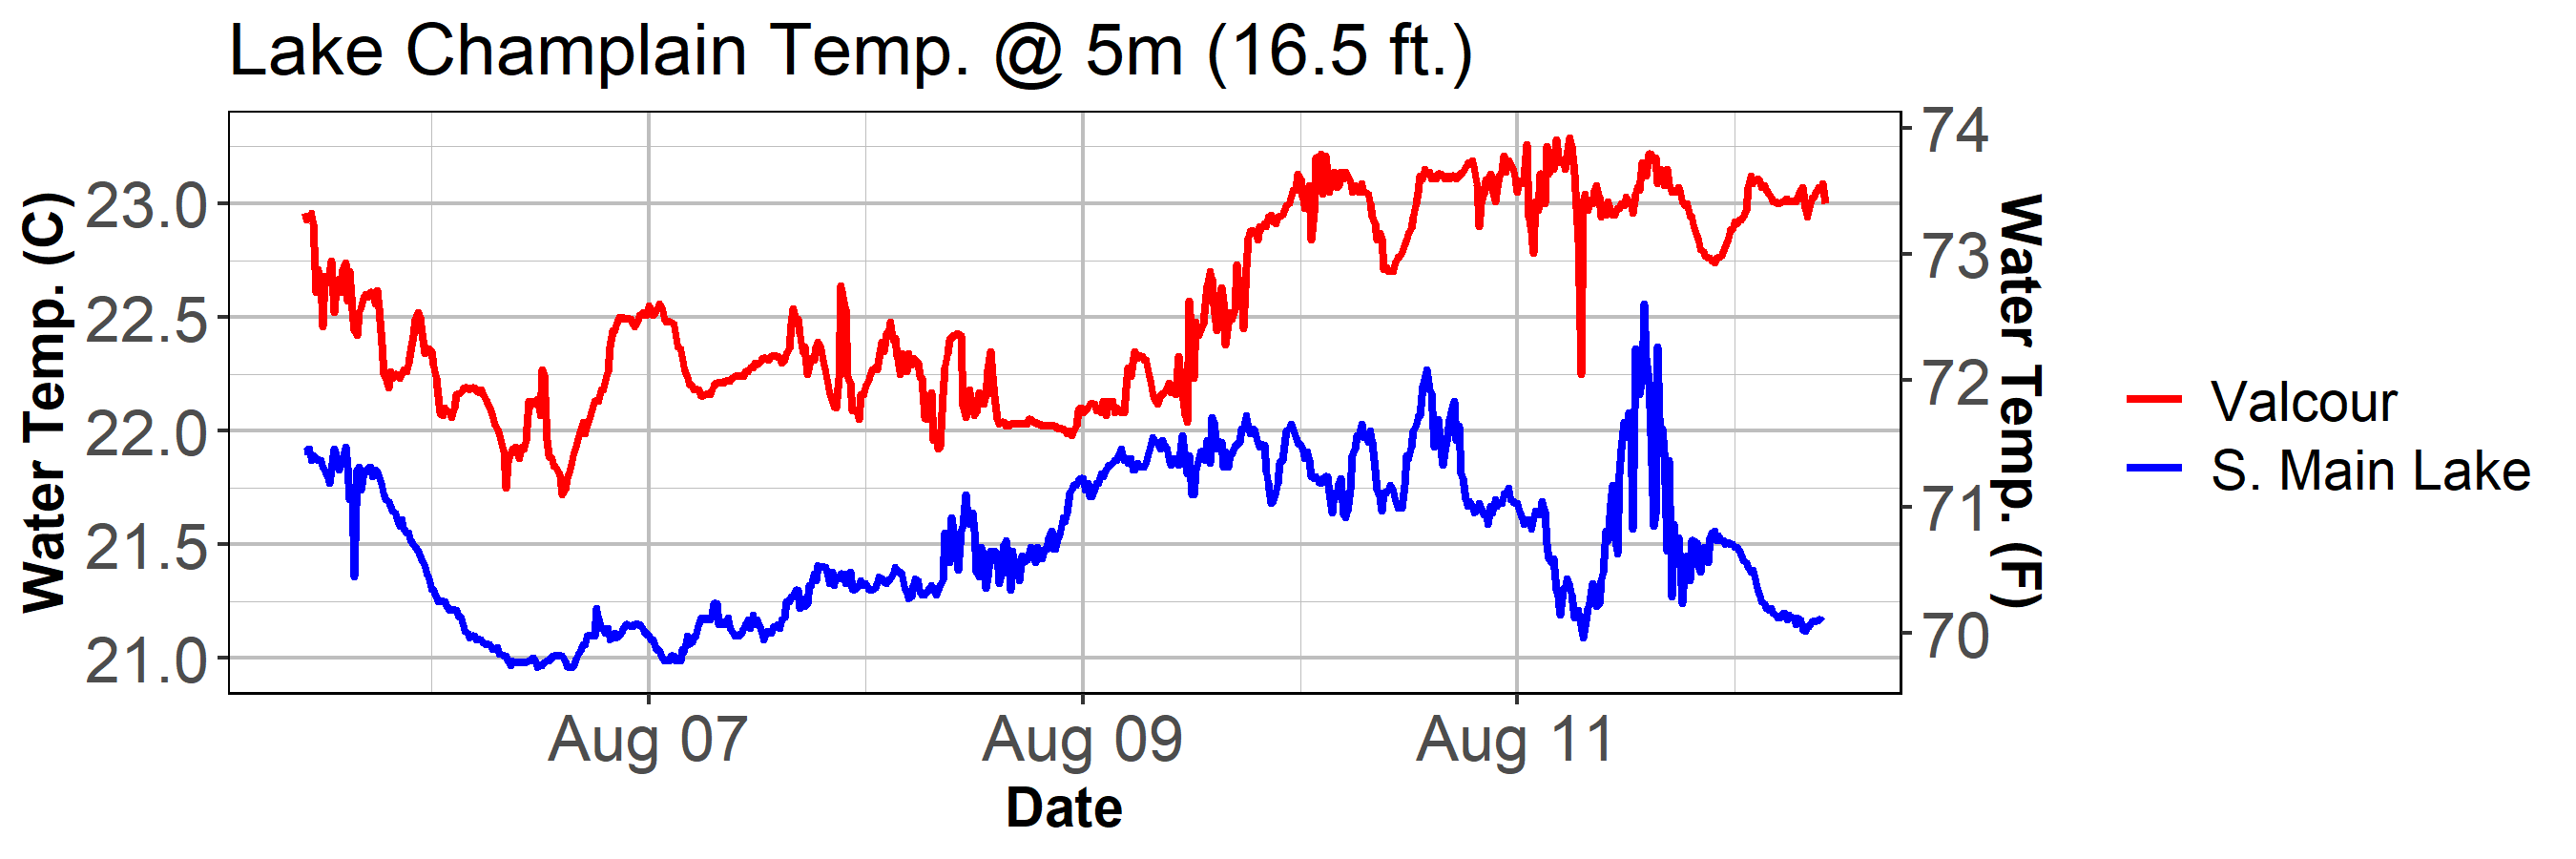 Lake Champlain Temp. @ 5m (16.5 ft.)
Water Temp. (C)
23.0
22.5
22.0
21.5
21.0
74
73
72
71
70
Water Temp. (F)
Aug 07
Aug 09
Aug 11
Date
Valcour
S. Main Lake